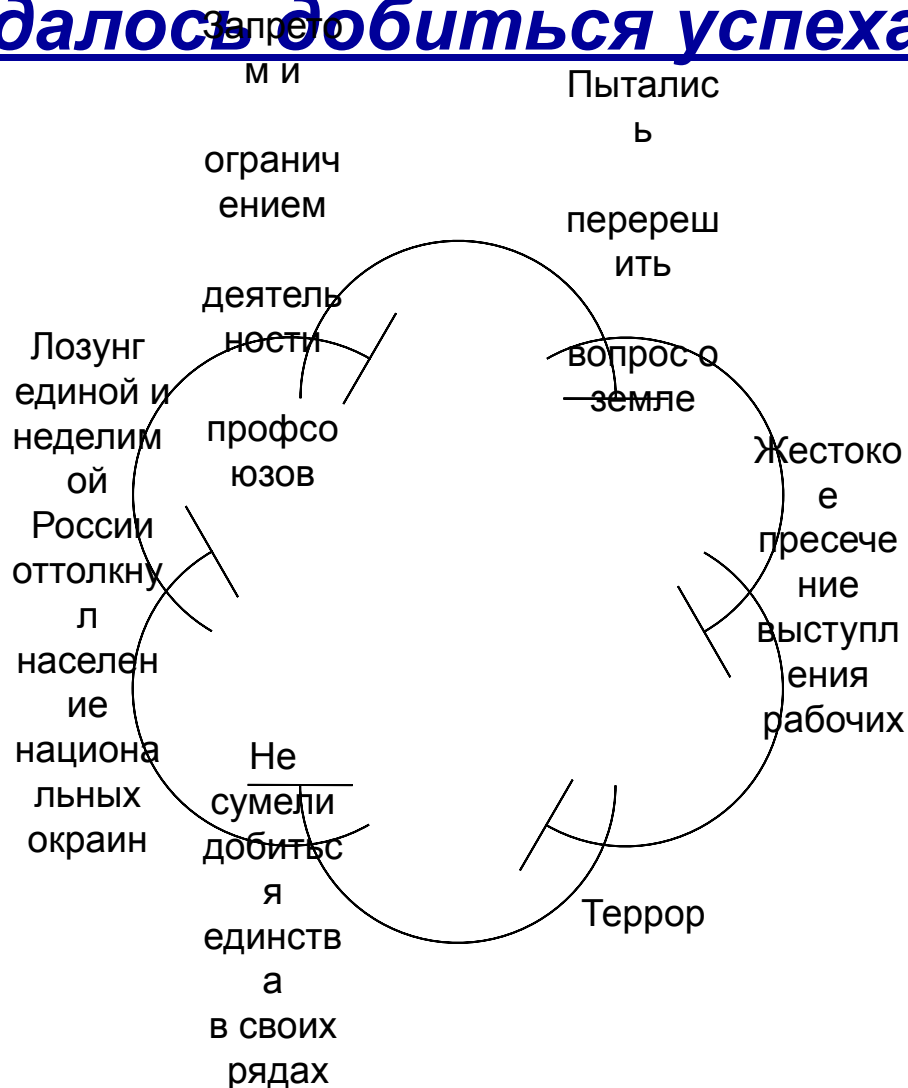 далось добиться успеха
Запрето
м и
огранич
ением
деятель
ности
профсо
юзов
Пыталис
ь
перереш
ить
вопрос о
земле
Жестоко
е
пресече
ние
выступл
ения
рабочих
Террор
Не
сумели
добитьс
я
единств
а
в своих
рядах
Лозунг
единой и
неделим
ой
России
оттолкну
л
населен
ие
национа
льных
окраин